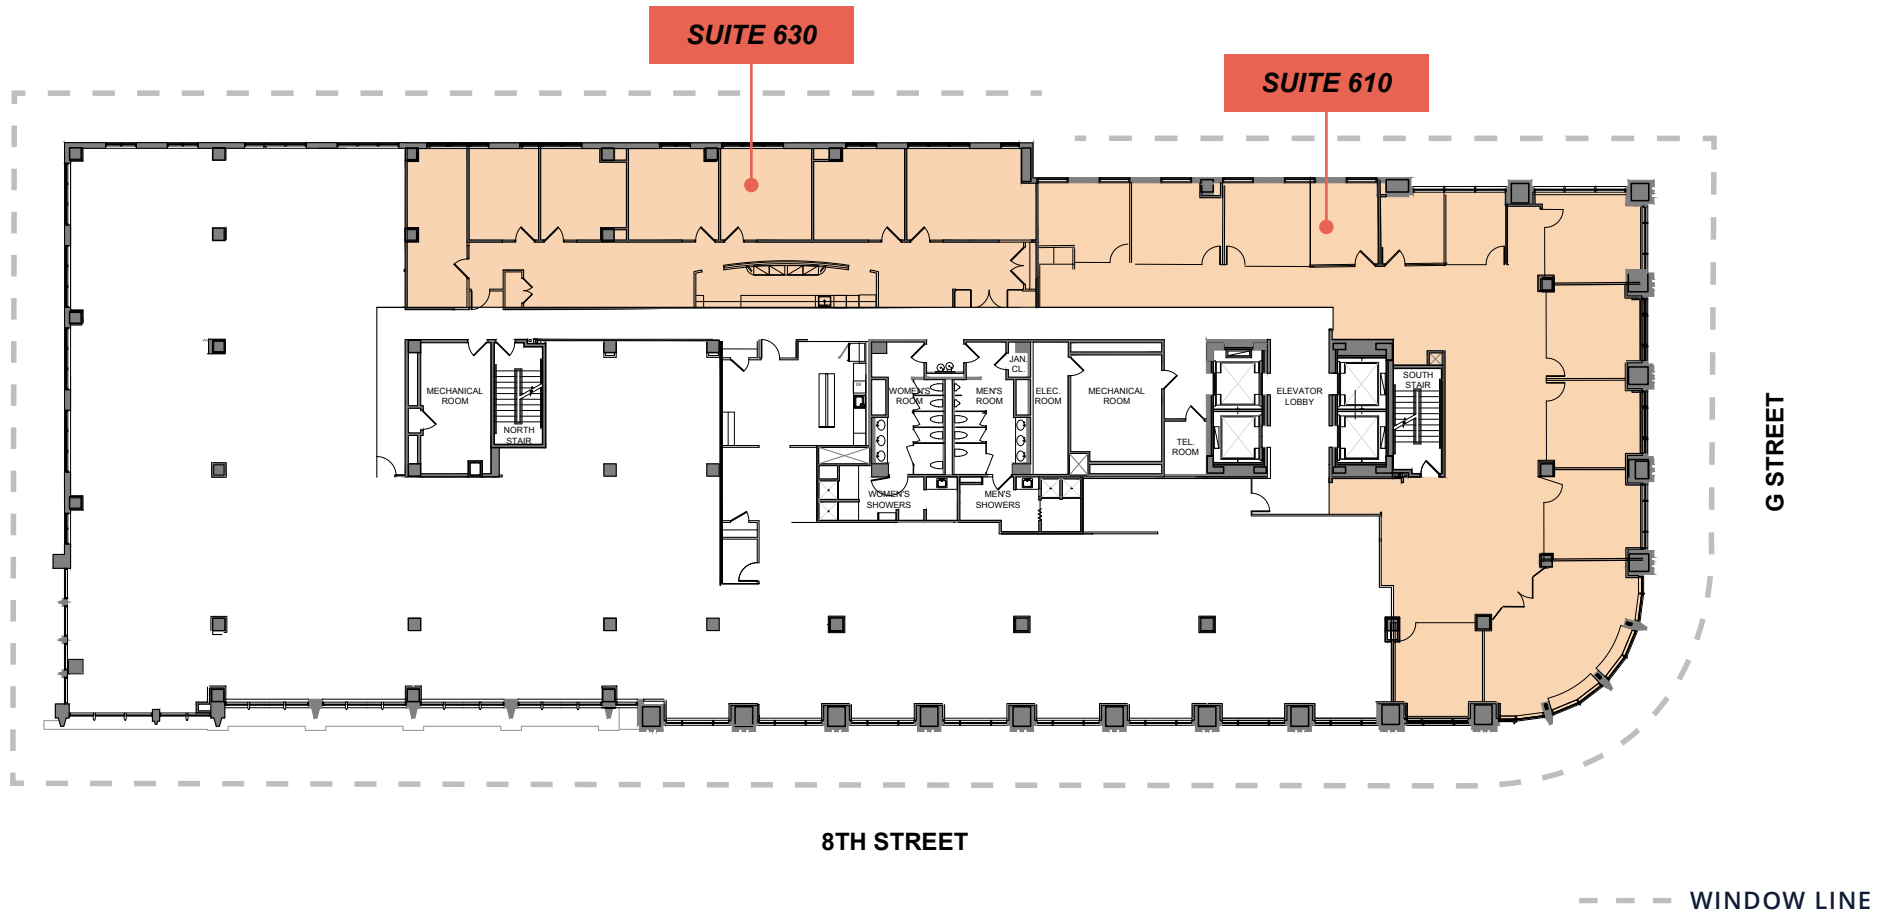 SUITE 630
SUITE 610
MECHANICAL
ROOM
NORTH
STAIR
WOMEN'S
ROOM
MEN'S
ROOM
JAN.
CL.
ELEC.
ROOM
MECHANICAL
ROOM
TEL.
ROOM
ELEVATOR
LOBBY
SOUTH
STAIR
WOMEN'S
SHOWERS
MEN'S
SHOWERS
G STREET
8TH STREET
WINDOW LINE